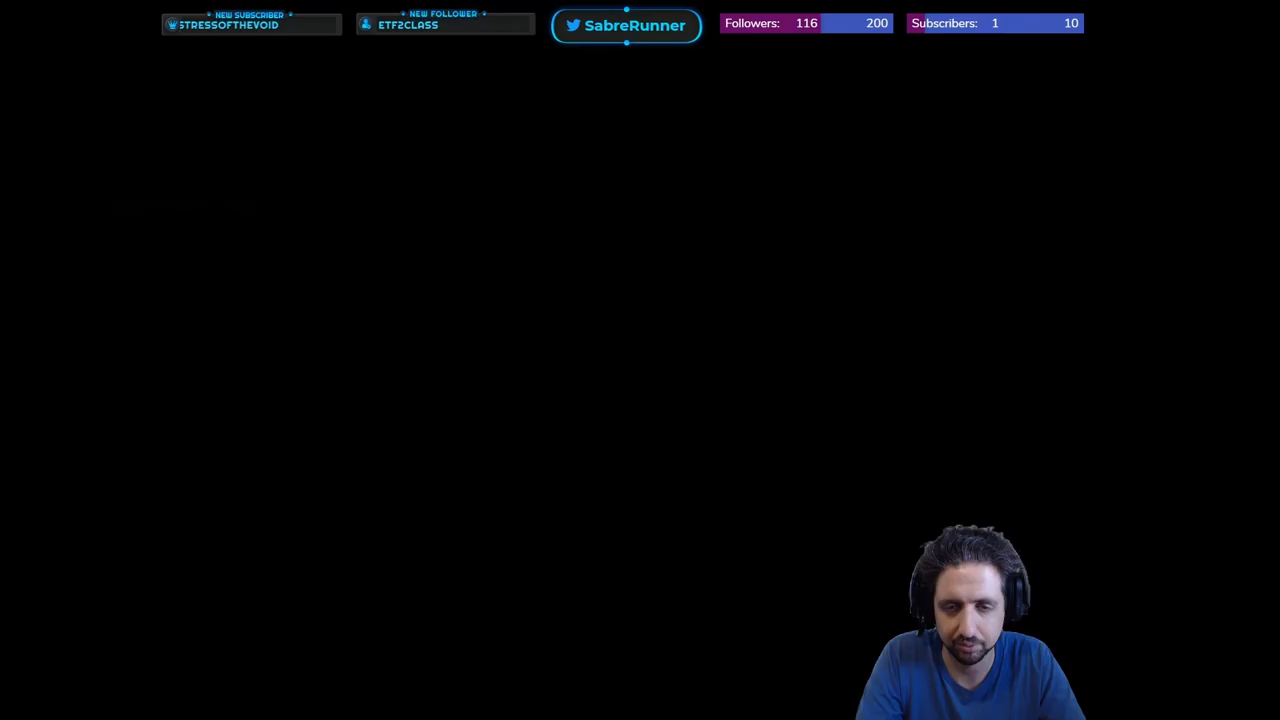 NEW SUBSCRIBER
STRESSOFTHEVOID
NEW FOLLOWER
ETF2CLASS
SabreRunner
Followers: 116 200
Subscribers: 1 10